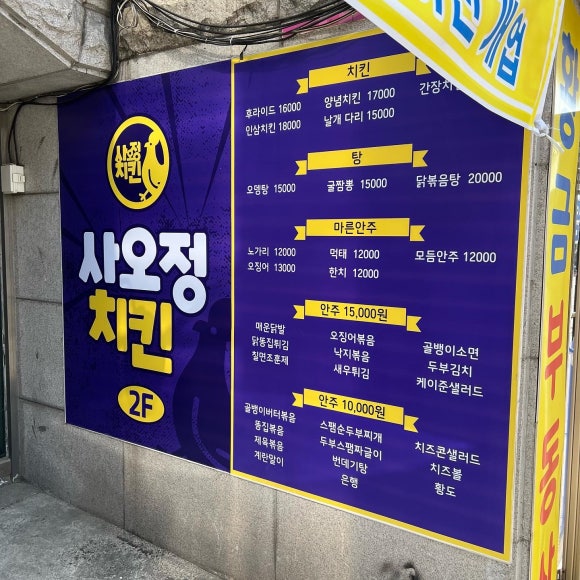 치킨
사오정
치킨
2F
치킨
후라이드 16000 양념치킨 17000 간장치
인삼치킨 18000 날개 다리 15000
탕
오뎅탕 15000 굴짬뽕 15000 닭볶음탕 20000
마른안주
노가리 12000 먹태 12000 모듬안주 12000
오징어 13000 한치 12000
안주 15,000원
매운닭발 오징어볶음 골뱅이소면
닭똥집튀김 낙지볶음 두부김치
칠면조훈제 새우튀김 케이준샐러드
안주 10,000원
골뱅이버터볶음 스팸순두부찌개 치즈콘샐러드
똥집볶음 두부스팸짜글이 치즈볼
제육볶음 번데기탕 황도
계란말이 은행
개업
황금부동